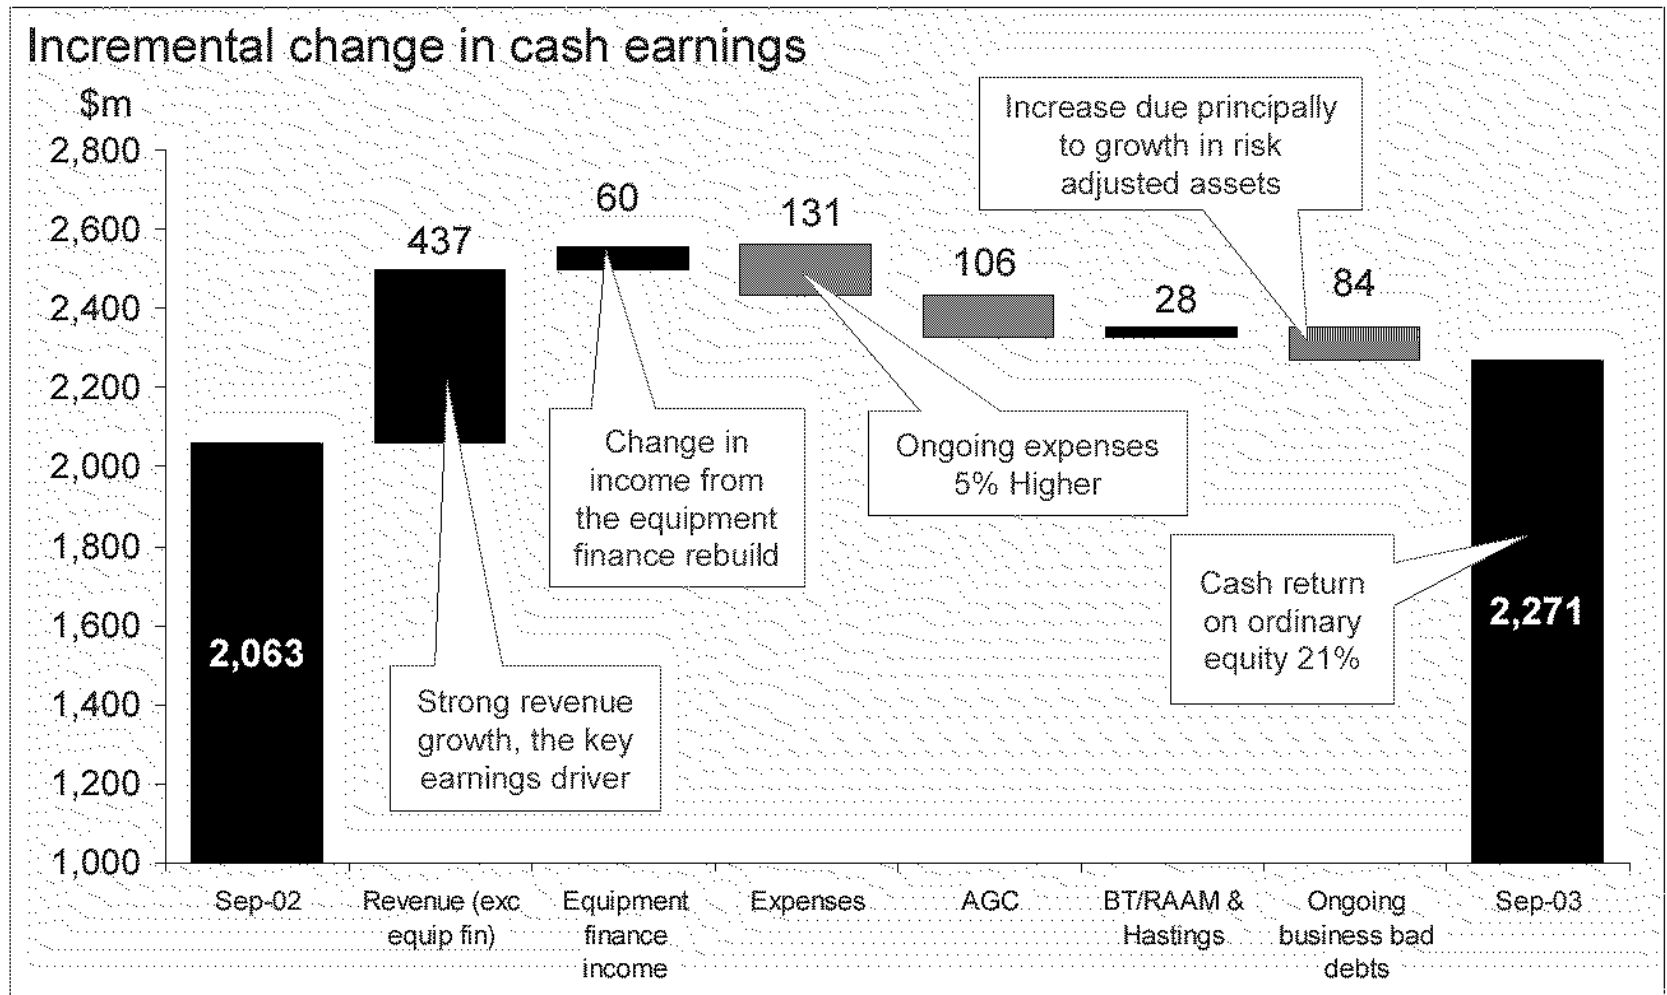 Incremental change in cash earnings
$m
2,800
2,600
2,400
2,200
2,000
1,800
1,600
1,400
1,200
1,000
2,063
437
60
131
106
28
84
2,271
Increase due principally
to growth in risk
adjusted assets
Change in
income from
the equipment
finance rebuild
Ongoing expenses
5% Higher
Cash return
on ordinary
equity 21%
Strong revenue
growth, the key
earnings driver
Sep-02
Revenue (exc
equip fin)
Equipment
finance
income
Expenses
AGC
BT/RAAM &
Hastings
Ongoing
business bad
debts
Sep-03